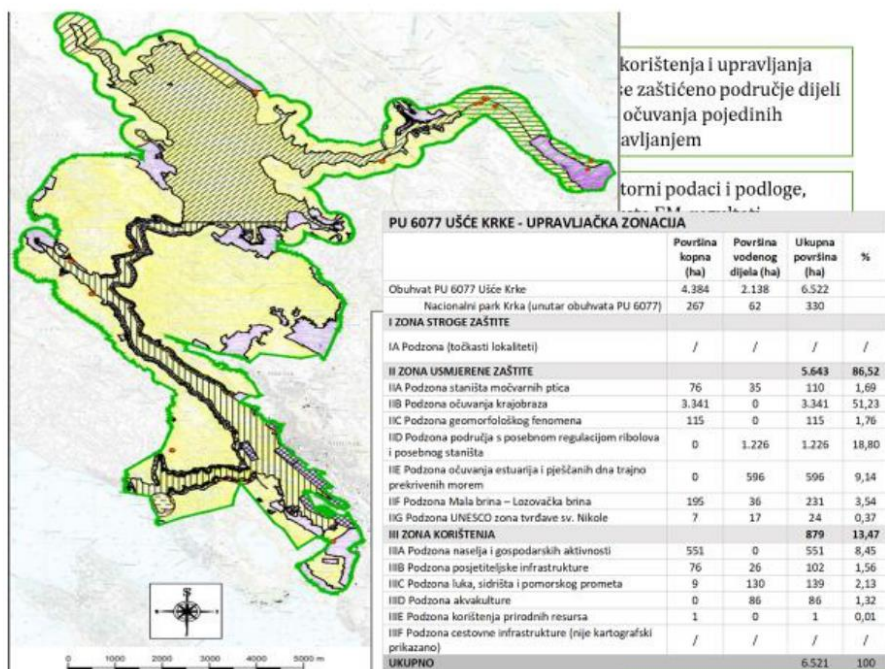 korištenja i upravljanja
se zaštićeno područje dijeli
očuvanja pojedinih
avljanjem
torni podaci i podloge,
PU 6077 UŠĆE KRKE - UPRAVLJAČKA ZONACIJA
Površina kopna (ha) Površina vodenog dijela (ha) Ukupna površina (ha) %
Obuhvat PU 6077 Ušće Krke 4.384 2.138 6.522
Nacionalni park Krka (unutar obuhvata PU 6077) 267 62 330
I ZONA STROGE ZAŠTITE
IA Podzona (točkasti lokaliteti) / / / /
II ZONA USMJERENE ZAŠTITE 5.643 86,52
IIA Podzona staništa močvarnih ptica 76 35 110 1,69
IIB Podzona očuvanja krajobraza 3.341 0 3.341 51,23
IIC Podzona geomorfološkog fenomena 115 0 115 1,76
IID Podzona područja s posebnom regulacijom ribolova i posebnog staništa 0 1.226 1.226 18,80
IIE Podzona očuvanja estuarija i pješčanih dna trajno prekrivenih morem 0 596 596 9,14
IIF Podzona Mala brina – Lozovačka brina 195 36 231 3,54
IIG Podzona UNESCO zona tvrđave sv. Nikole 7 17 24 0,37
III ZONA KORIŠTENJA 879 13,47
IIIA Podzona naselja i gospodarskih aktivnosti 551 0 551 8,45
IIIB Podzona posjetiteljske infrastrukture 76 26 102 1,56
IIIC Podzona luka, sidrišta i pomorskog prometa 9 130 139 2,13
IIID Podzona akvakulture 0 86 86 1,32
IIIE Podzona korištenja prirodnih resursa 1 0 1 0,01
IIIF Podzona cestovne infrastrukture (nije kartografski prikazano) / / / /
UKUPNO 6.521 100
0 1000 2000 3000 4000 5000 m